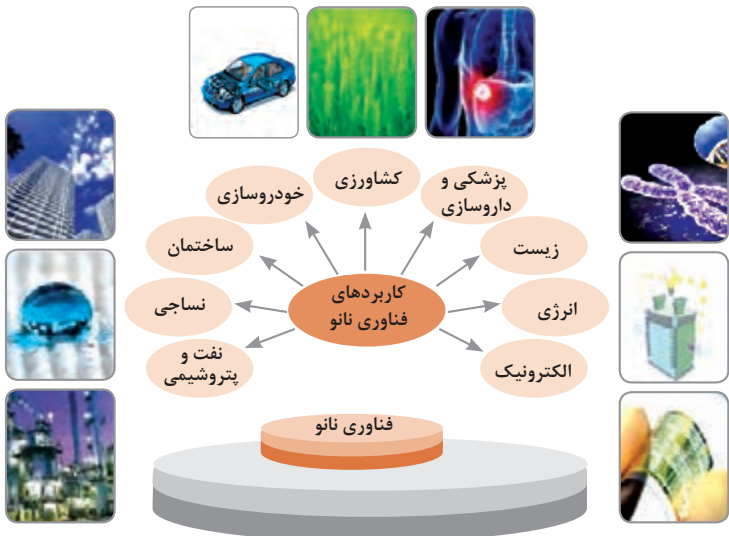 کشاورزی
پزشکی و
داروسازی
خودروسازی
زیست
ساختمان
انرژی
نساجی
الکترونیک
نفت و
پتروشیمی
کاربردهای
فناوری نانو
فناوری نانو